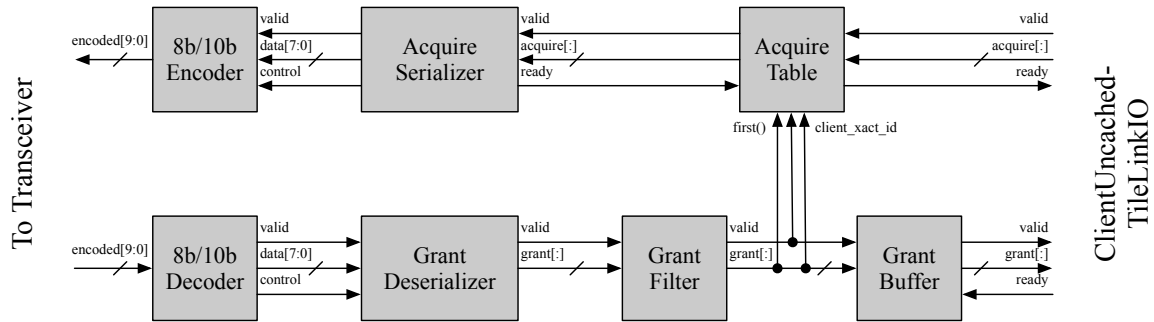 To Transceiver
encoded[9:0]
8b/10b
Encoder
valid
data[7:0]
control
Acquire
Serializer
valid
acquire[:]
ready
Acquire
Table
valid
acquire[:]
ready
first()
client_xact_id
encoded[9:0]
8b/10b
Decoder
valid
data[7:0]
control
Grant
Deserializer
valid
grant[:]
Grant
Filter
valid
grant[:]
Grant
Buffer
valid
grant[:]
ready
ClientUncached-
TileLinkIO